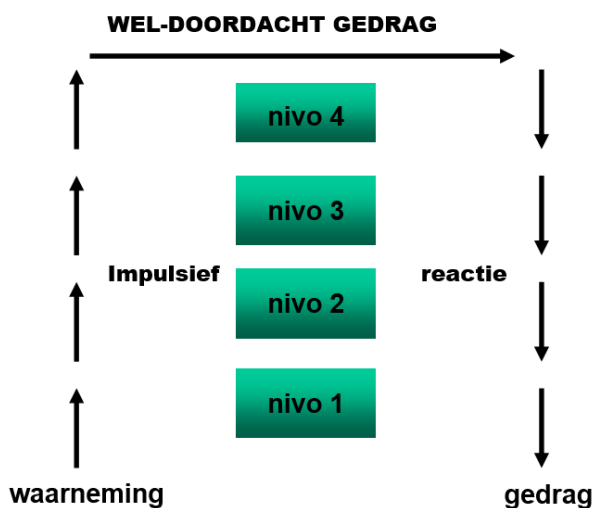 WEL-DOORDACHT GEDRAG
nivo 4
nivo 3
Impulsief reactie
nivo 2
nivo 1
waarneming gedrag